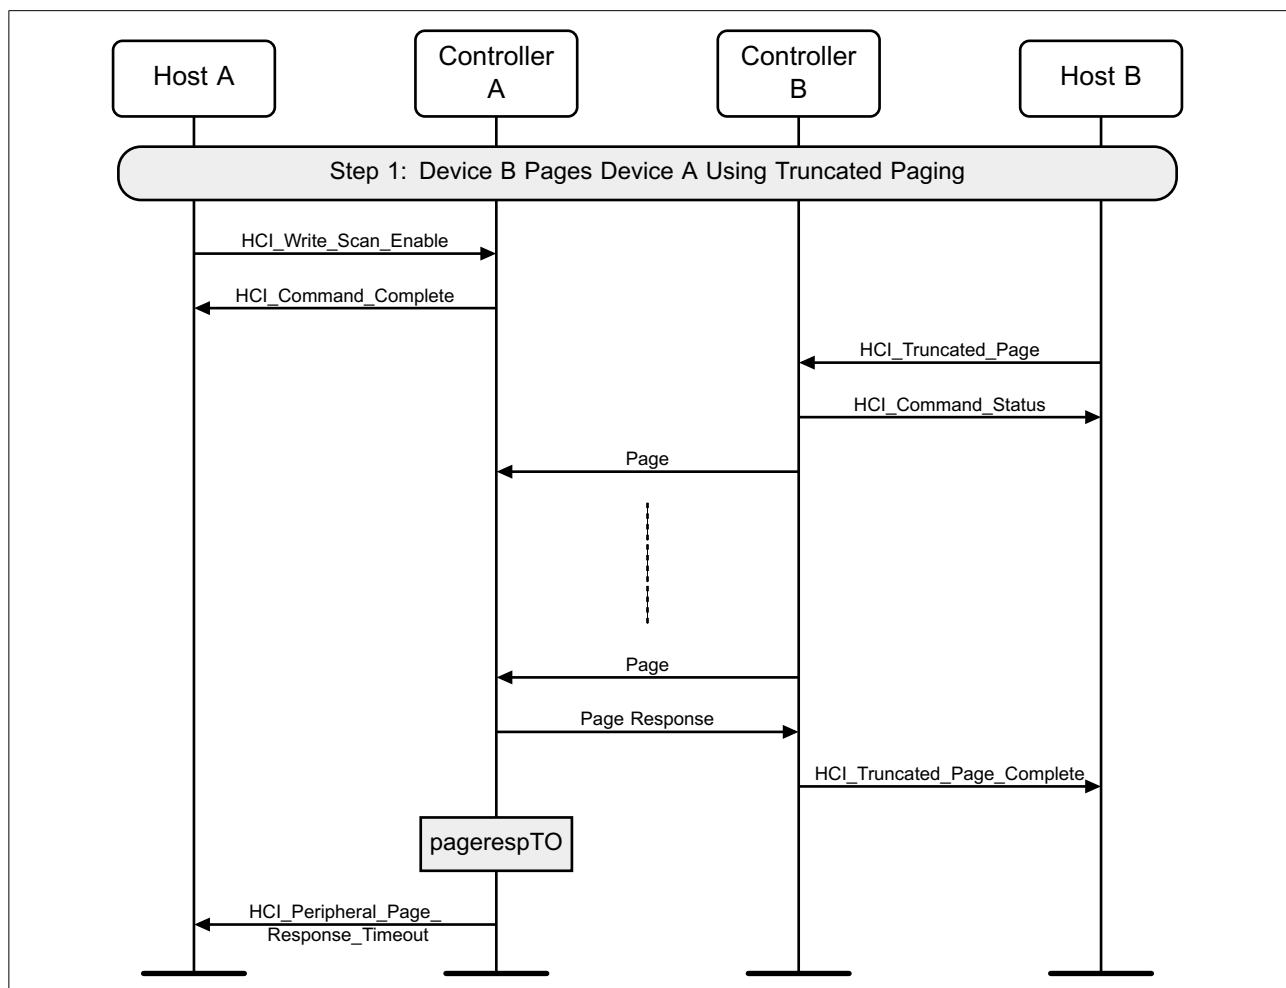 Host A
Controller
A
Controller
B
Host B
Step 1: Device B Pages Device A Using Truncated Paging
HCI_Write_Scan_Enable
HCI_Command_Complete
HCI_Truncated_Page
HCI_Command_Status
Page
Page
Page Response
HCI_Truncated_Page_Complete
pagerespTO
HCI_Peripheral_Page_
Response_Timeout